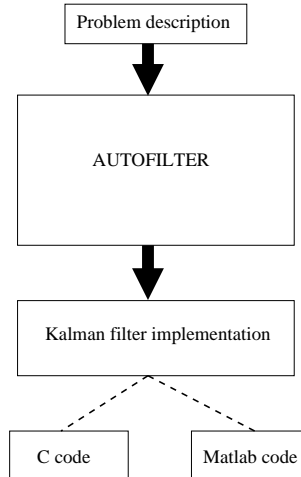 Problem description
AUTOFILTER
Kalman filter implementation
C code
Matlab code